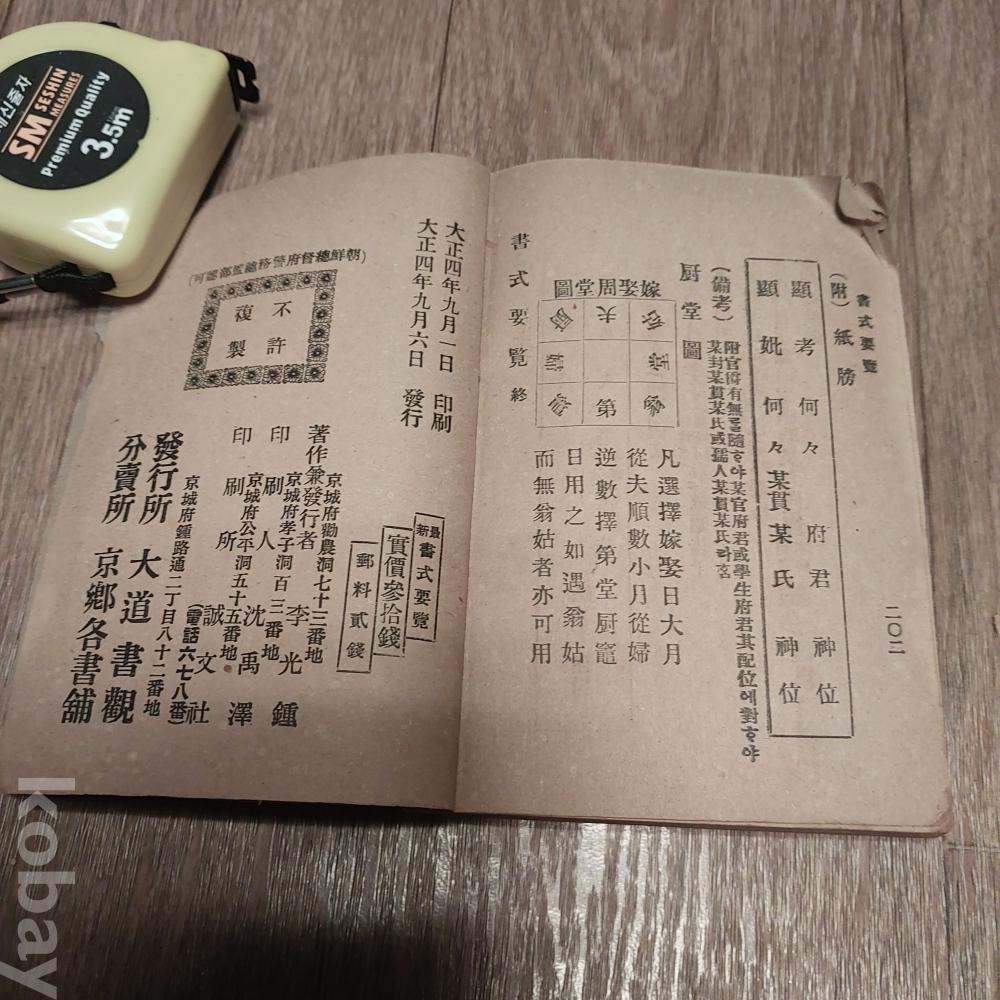 書式要覽
二〇二
(附) 紙牓
顯考何々府君神位
顯妣何々某貫某氏神位
(備考)
附官啣有無를隨ᄒᆞ야某官府君或學生府君其配位에對ᄒᆞ야
某封某貫某氏或孺人某貫某氏라홈
厨堂圖
嫁娶周堂圖
夫
第
凡選擇嫁娶日大月
從夫順數小月從婦
逆數擇第堂厨竈
日用之如遇翁姑
而無翁姑者亦可用
書式要覽終
大正四年九月一日 印刷
大正四年九月六日 發行
(朝鮮總督府警務總監部認可)
不許
複製
最新
書式要覽
實價參拾錢
郵料貳錢
京城府勸農洞七十三番地
著作兼發行者 李光鍾
京城府孝子洞百三番地
印刷人 沈禹澤
京城府公平洞五十五番地
印刷所 誠文社
京城府鍾路通二丁目八十二番地
(電話六七八番)
發行所 大道書觀
分賣所 京鄕各書舖
세신줄자
SM SESHIN
MEASURES
Premium Quality
3.5m
kobay